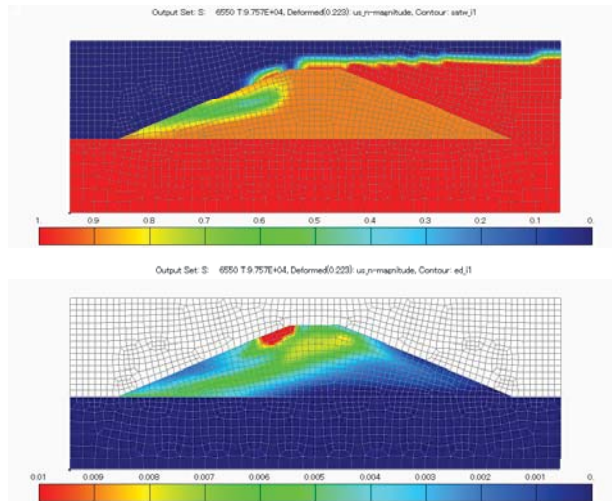 Output Set: S: 6550 T:9.757E+04, Deformed(0.223): us_n-magnitude, Contour: satw_i1
1. 0.9 0.8 0.7 0.6 0.5 0.4 0.3 0.2 0.1 0.
Output Set: S: 6550 T:9.757E+04, Deformed(0.223): us_n-magnitude, Contour: ed_i1
0.01 0.009 0.008 0.007 0.006 0.005 0.004 0.003 0.002 0.001 0.